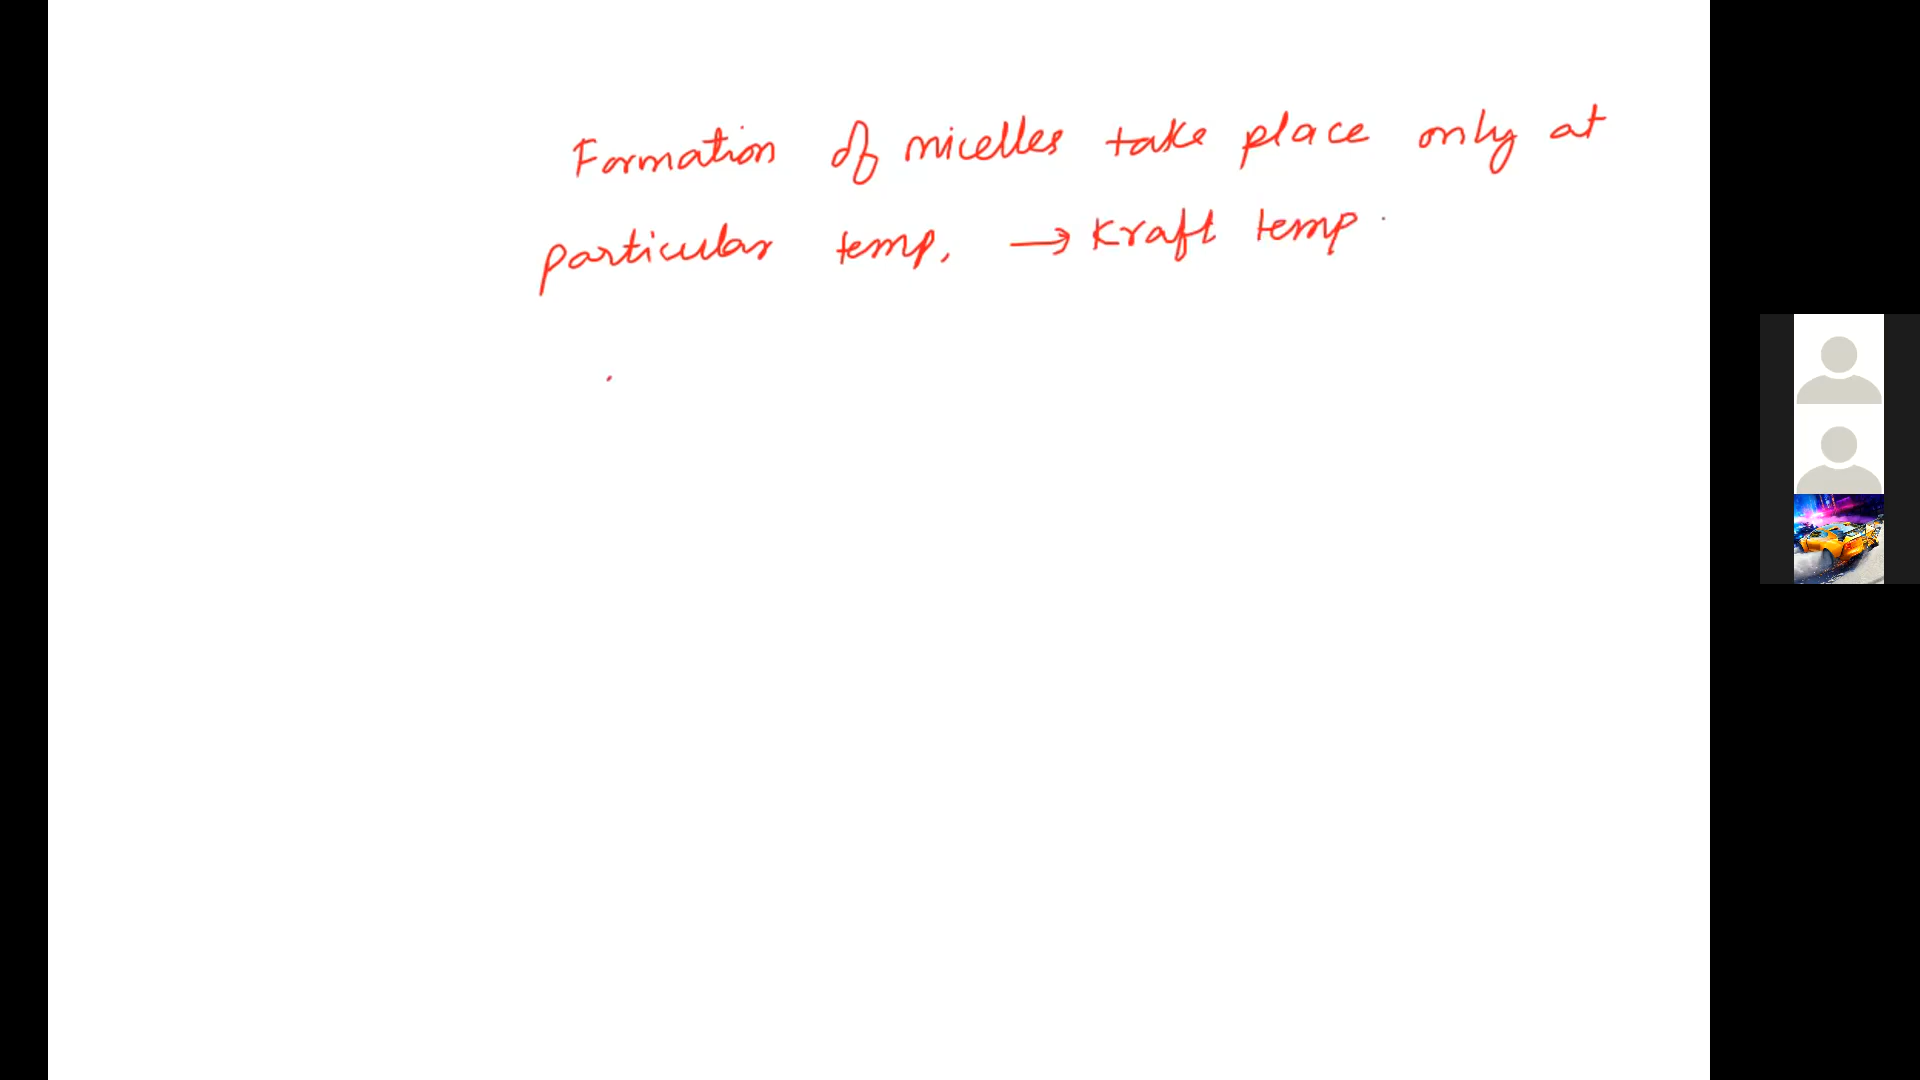 Formation of micelles take place only at
particular temp, → Kraft temp